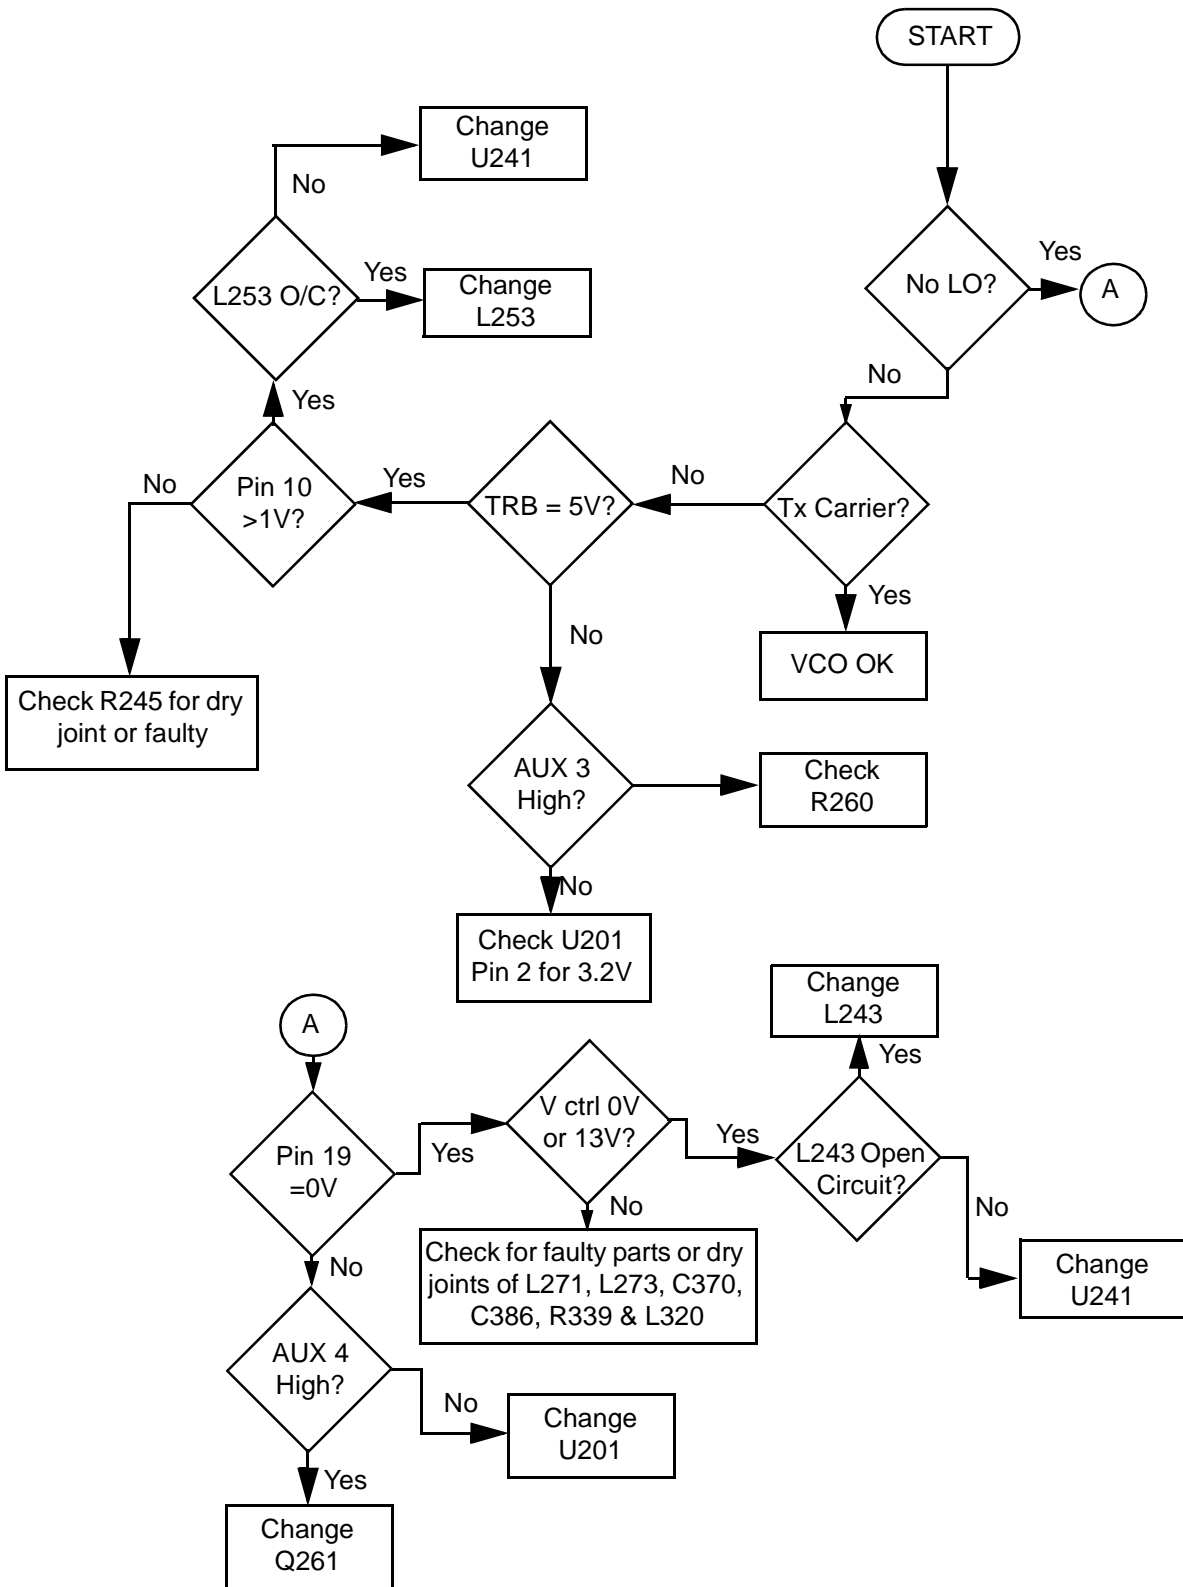 START
No LO?
Yes
A
No
Tx Carrier?
Yes
VCO OK
No
TRB = 5V?
Yes
Pin 10
>1V?
No
Check R245 for dry
joint or faulty
Yes
L253 O/C?
Yes
Change
L253
No
Change
U241
No
AUX 3
High?
Check
R260
No
Check U201
Pin 2 for 3.2V
A
Pin 19
=0V
Yes
V ctrl 0V
or 13V?
Yes
L243 Open
Circuit?
Yes
Change
L243
No
Change
U241
No
Check for faulty parts or dry
joints of L271, L273, C370,
C386, R339 & L320
No
AUX 4
High?
No
Change
U201
Yes
Change
Q261